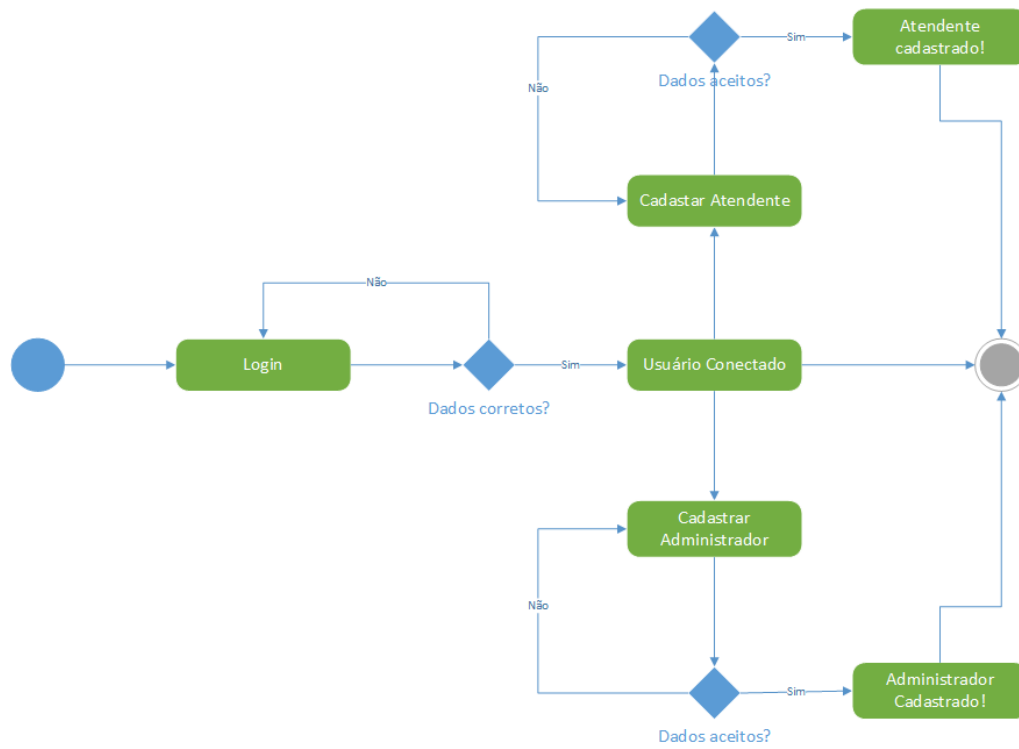 Atendente
cadastrado!
Sim
Dados aceitos?
Não
Cadastar Atendente
Não
Login
Sim
Usuário Conectado
Dados corretos?
Cadastrar
Administrador
Não
Sim
Administrador
Cadastrado!
Dados aceitos?